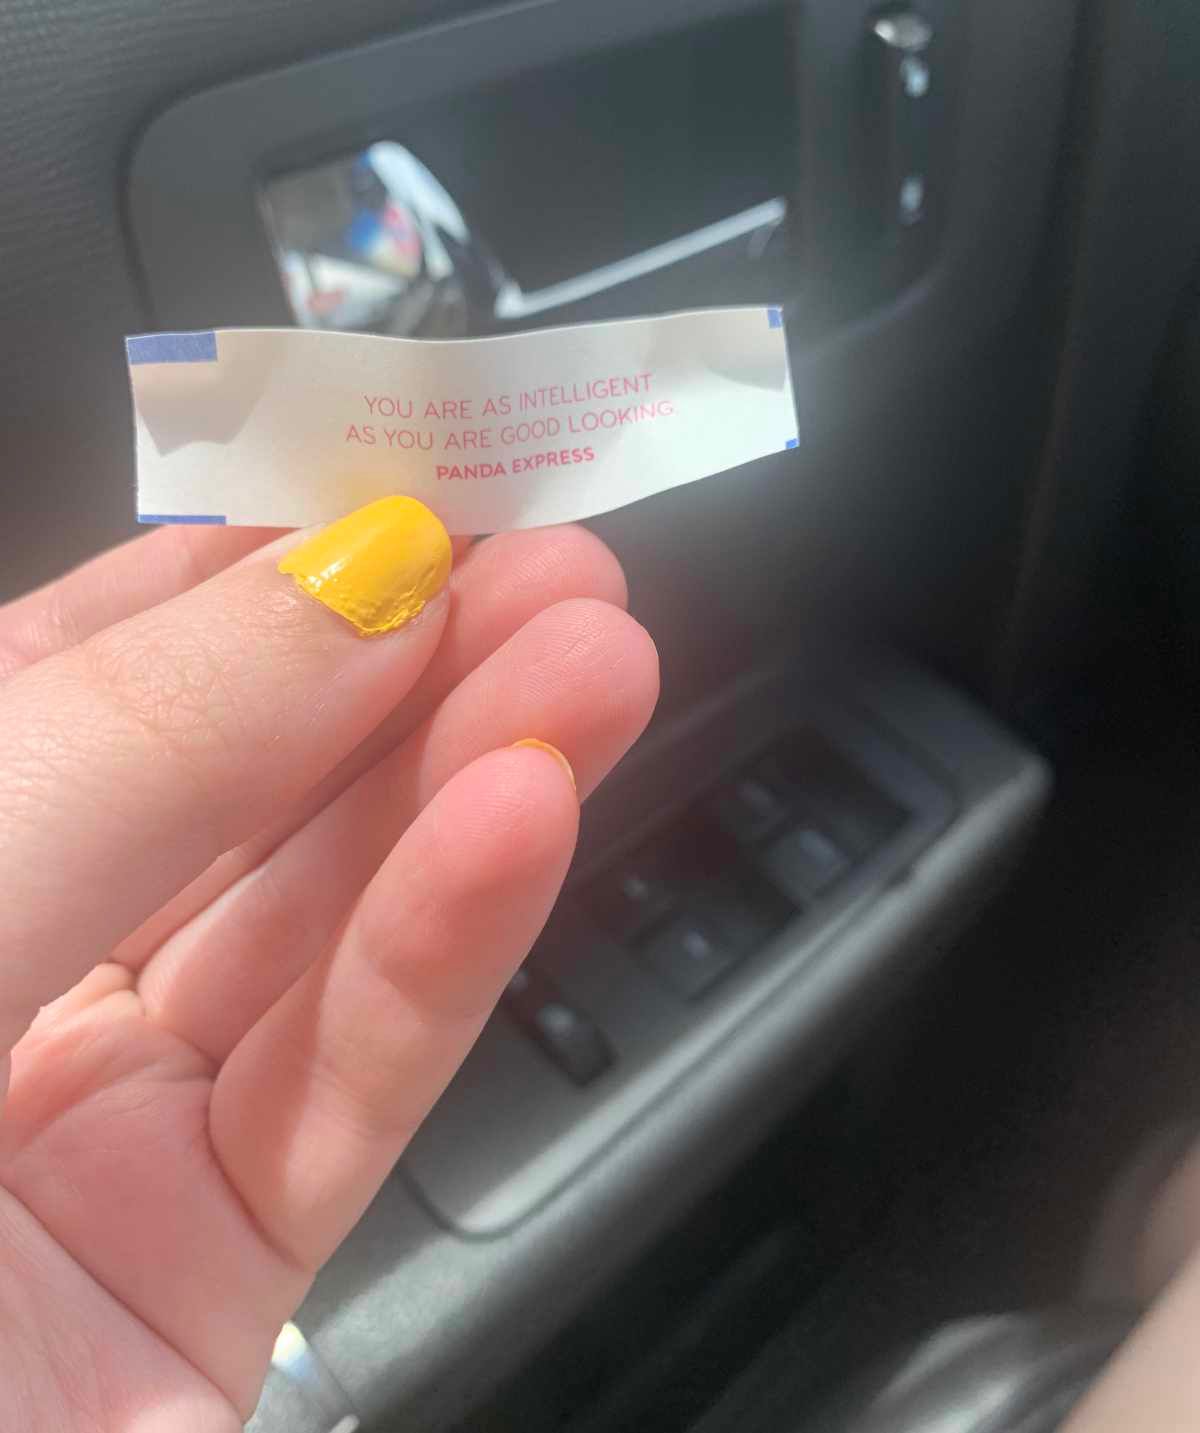 YOU ARE AS INTELLIGENT
AS YOU ARE GOOD LOOKING
PANDA EXPRESS